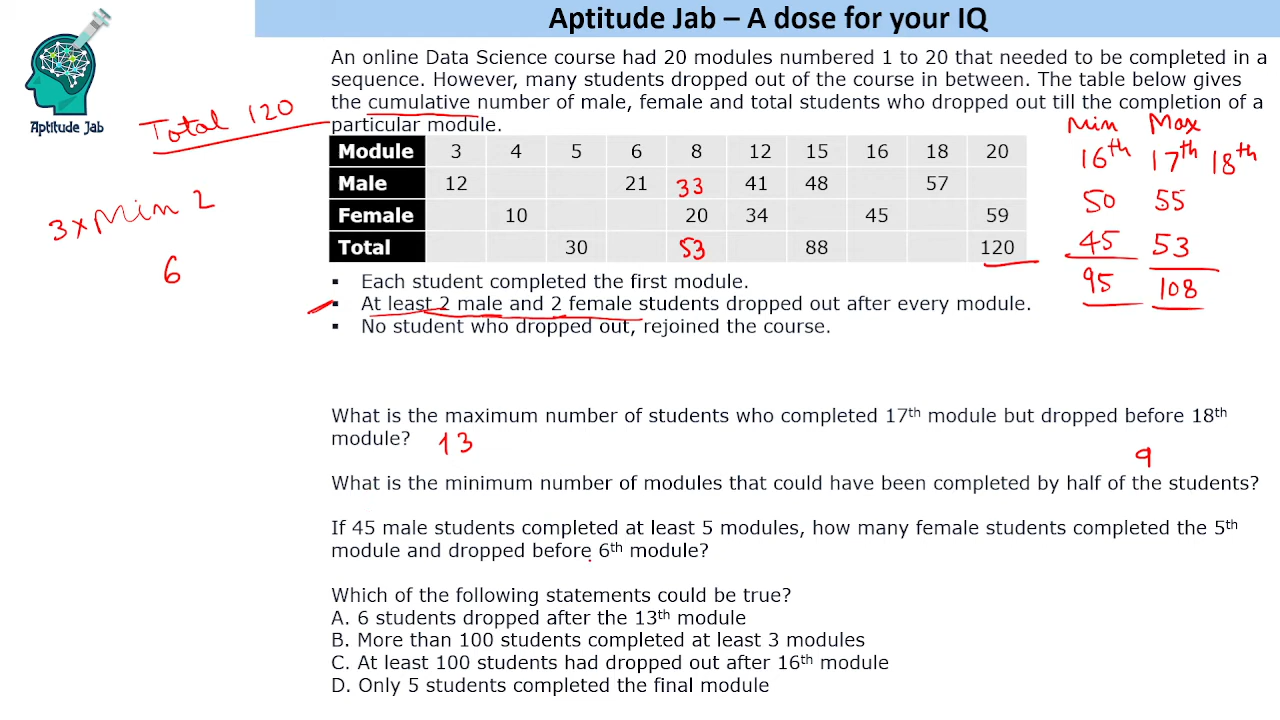 Aptitude Jab – A dose for your IQ
Aptitude Jab
An online Data Science course had 20 modules numbered 1 to 20 that needed to be completed in a
sequence. However, many students dropped out of the course in between. The table below gives
the cumulative number of male, female and total students who dropped out till the completion of a
particular module.
Total 120
3 x Min 2
6
Module 3 4 5 6 8 12 15 16 18 20
Male 12 21 33 41 48 57
Female 10 20 34 45 59
Total 30 53 88 120
Min Max
16th 17th 18th
50 55
45 53
95 108
▪ Each student completed the first module.
▪ At least 2 male and 2 female students dropped out after every module.
▪ No student who dropped out, rejoined the course.
What is the maximum number of students who completed 17th module but dropped before 18th
module? 13
9
What is the minimum number of modules that could have been completed by half of the students?
If 45 male students completed at least 5 modules, how many female students completed the 5th
module and dropped before 6th module?
Which of the following statements could be true?
A. 6 students dropped after the 13th module
B. More than 100 students completed at least 3 modules
C. At least 100 students had dropped out after 16th module
D. Only 5 students completed the final module